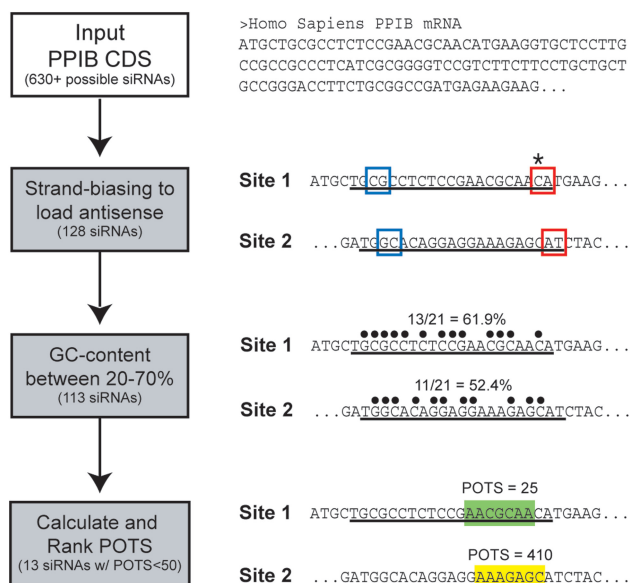 Input
PPIB CDS
(630+ possible siRNAs)
>Homo Sapiens PPIB mRNA
ATGCTGCGCCTCTCCGAACGCAACATGAAGGTGCTCCTTG
CCGCCGCCCTCATCGCGGGGTCCGTCTTCTTCCTGCTGCT
GCCGGGACCTTCTGCGGCCGATGAGAAGAAG...
Strand-biasing to
load antisense
(128 siRNAs)
*
Site 1 ATGCTGCGCCTCTCCGAACGCAACATGAAG...
Site 2 ...GATGGCACAGGAGGAAAGAGCATCTAC...
GC-content
between 20-70%
(113 siRNAs)
13/21 = 61.9%
Site 1 ATGCTGCGCCTCTCCGAACGCAACATGAAG...
11/21 = 52.4%
Site 2 ...GATGGCACAGGAGGAAAGAGCATCTAC...
Calculate and
Rank POTS
(13 siRNAs w/ POTS<50)
POTS = 25
Site 1 ATGCTGCGCCTCTCCGAACGCAACATGAAG...
POTS = 410
Site 2 ...GATGGCACAGGAGGAAAGAGCATCTAC...